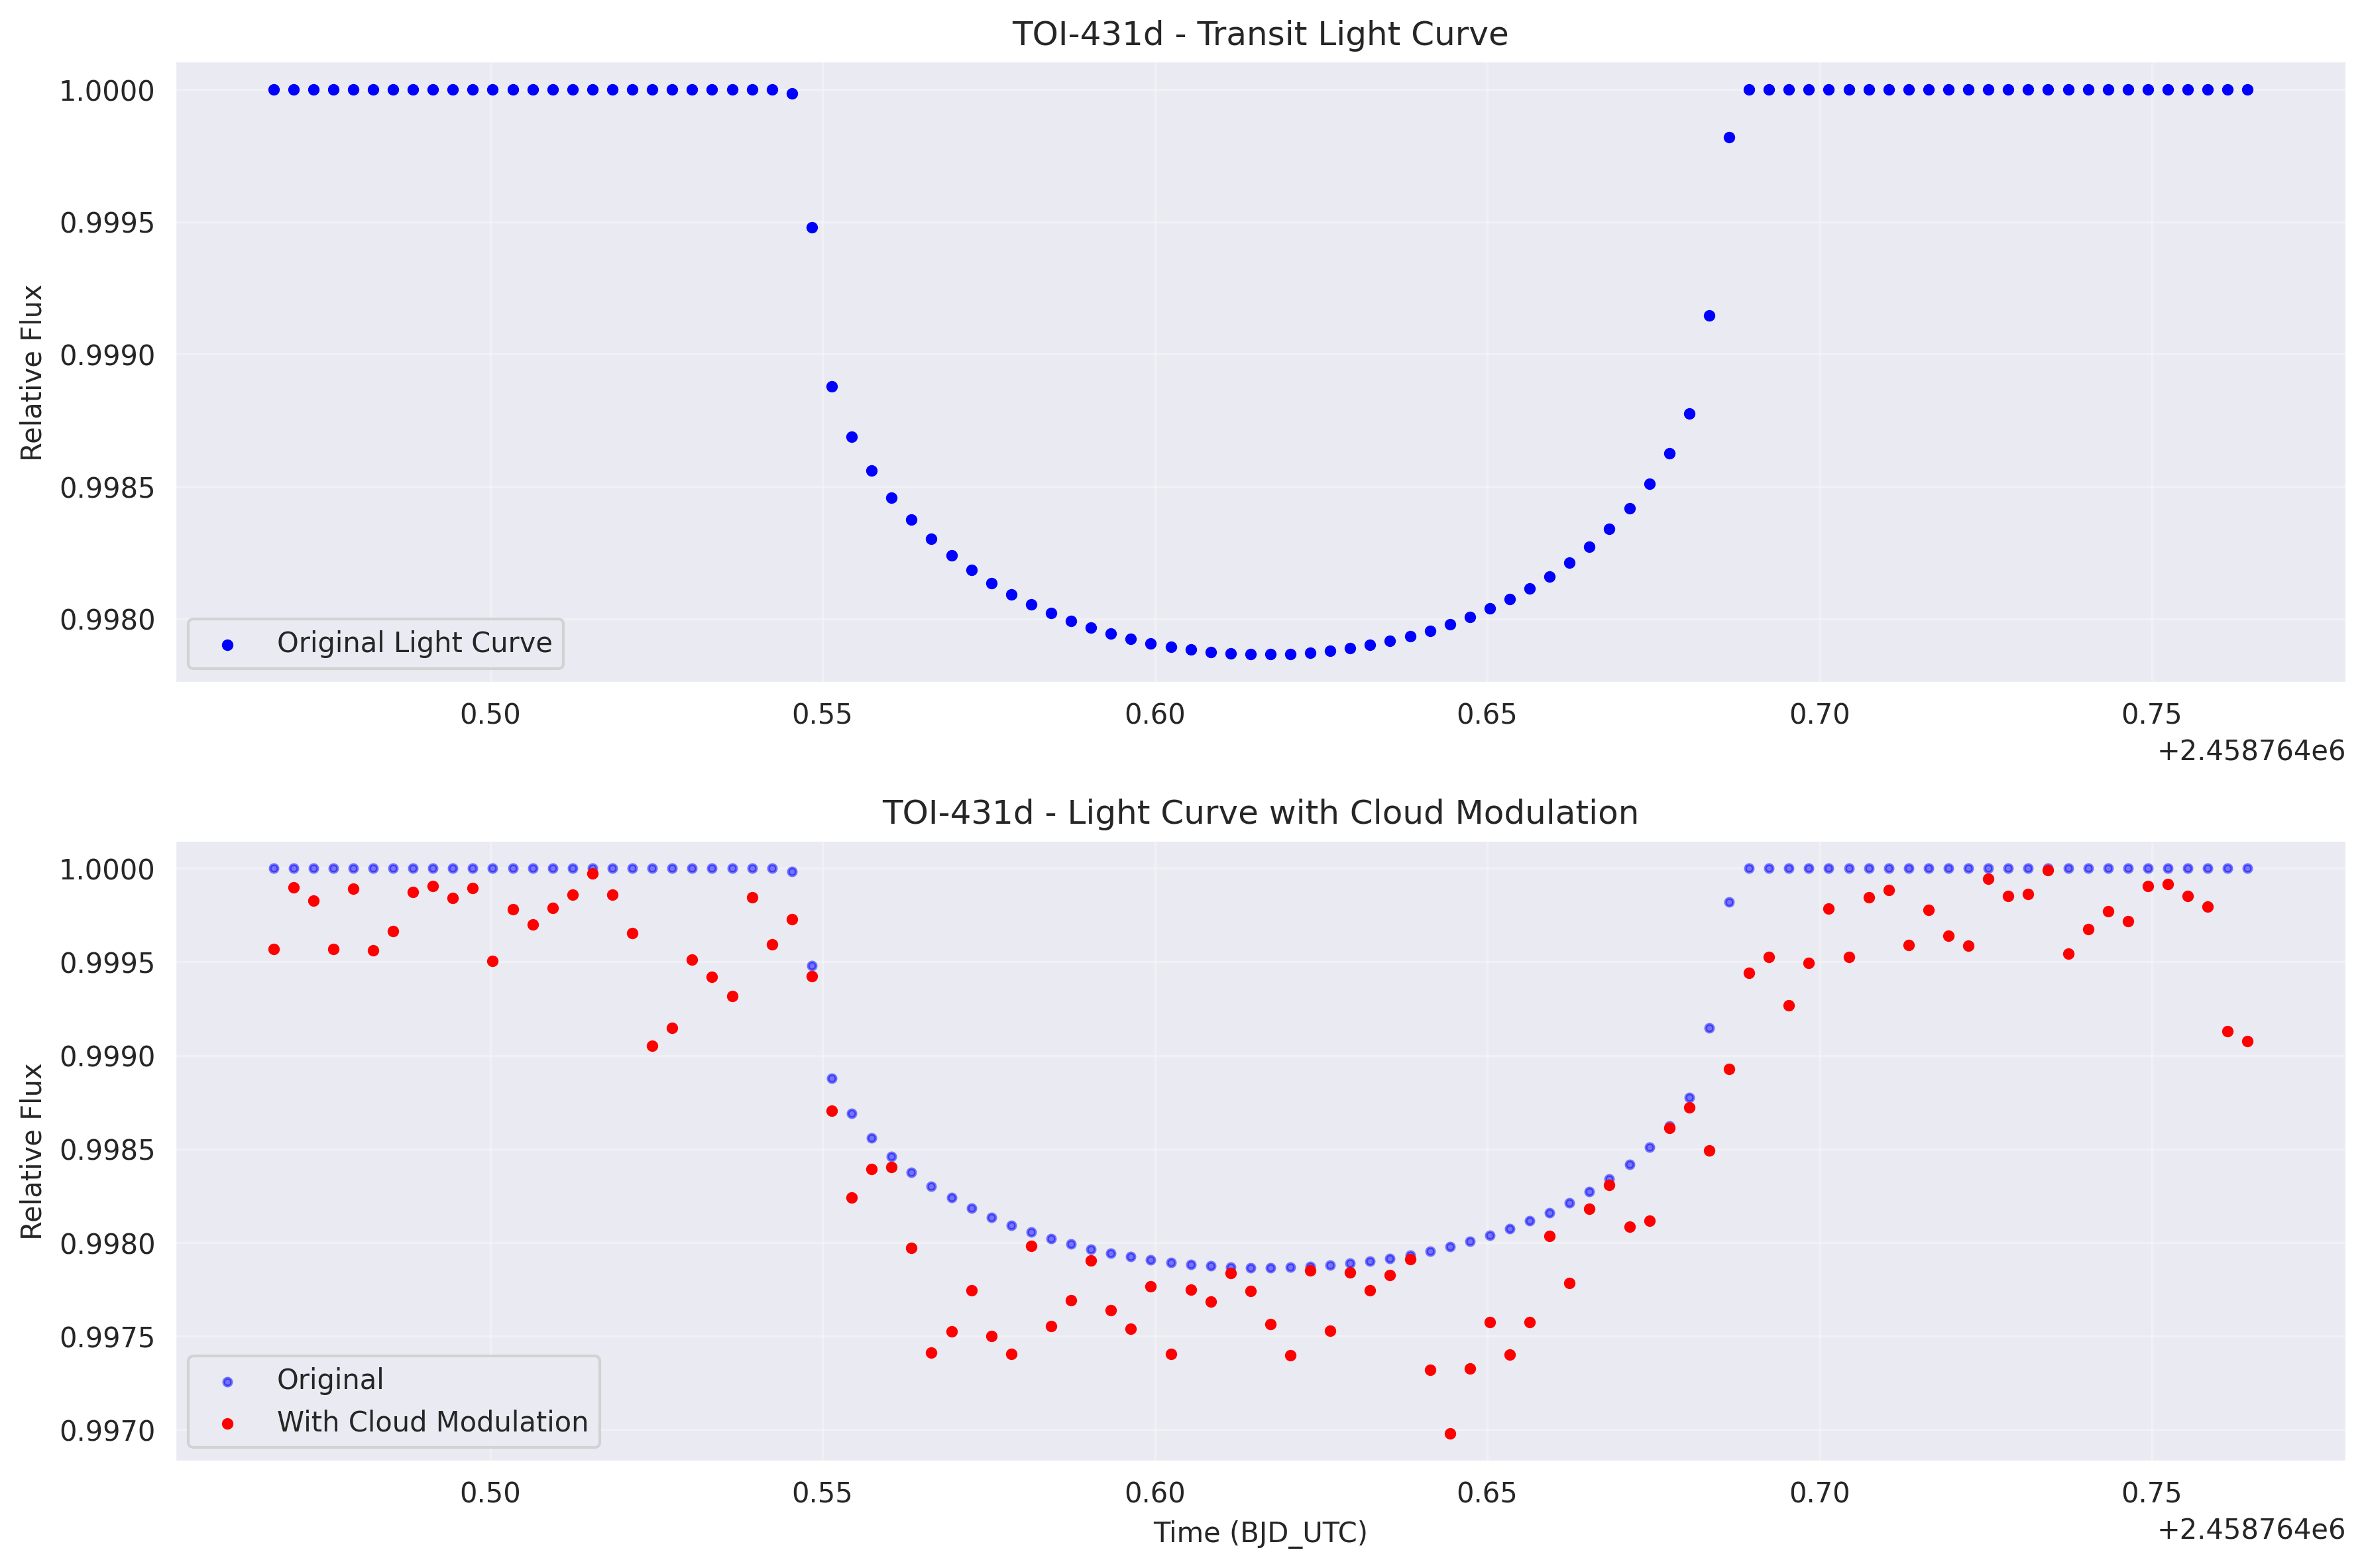 TOI-431d - Transit Light Curve
1.0000
0.9995
0.9990
0.9985
0.9980
Relative Flux
Original Light Curve
0.50 0.55 0.60 0.65 0.70 0.75
+2.458764e6
TOI-431d - Light Curve with Cloud Modulation
1.0000
0.9995
0.9990
0.9985
0.9980
0.9975
0.9970
Relative Flux
Original
With Cloud Modulation
0.50 0.55 0.60 0.65 0.70 0.75
Time (BJD_UTC)
+2.458764e6